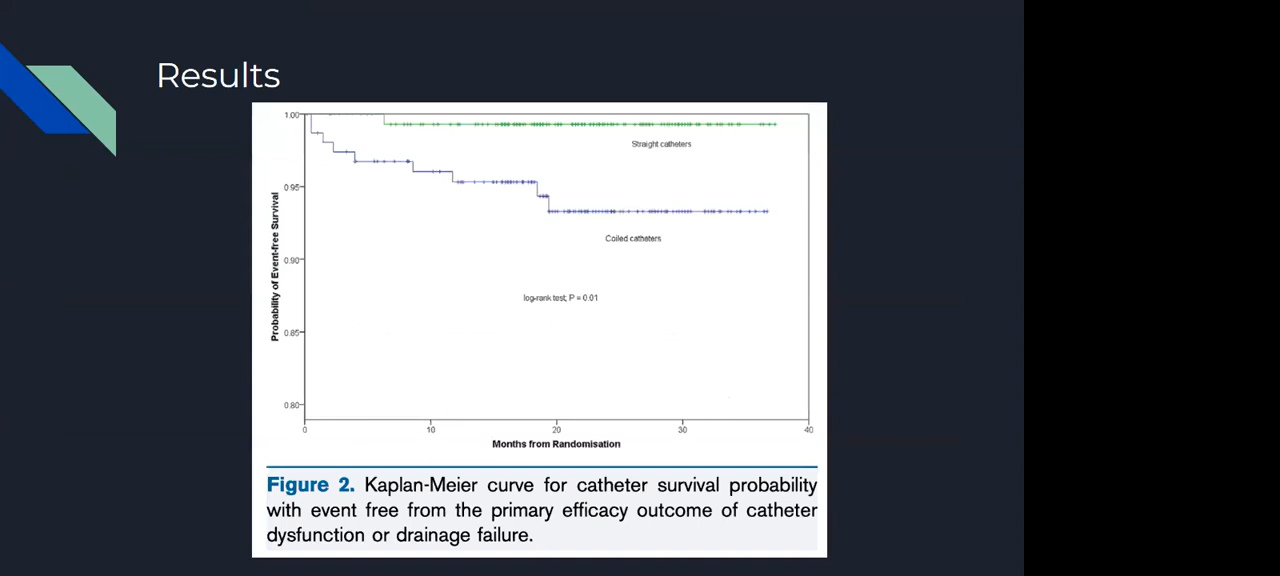 Results
1.00
Straight catheters
0.95
Coiled catheters
0.90
log-rank test; P = 0.01
0.85
0.80
Probability of Event-free Survival
0 10 20 30 40
Months from Randomisation
Figure 2. Kaplan-Meier curve for catheter survival probability
with event free from the primary efficacy outcome of catheter
dysfunction or drainage failure.